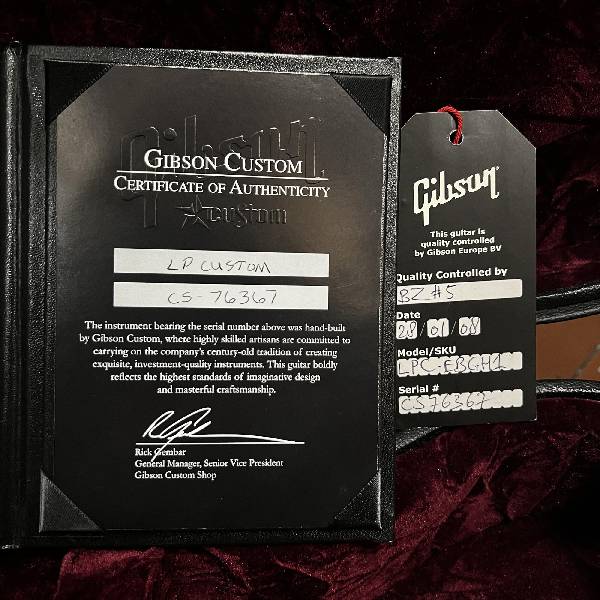 Gibson
GIBSON CUSTOM
CERTIFICATE OF AUTHENTICITY
custom
LP CUSTOM
CS-76367
The instrument bearing the serial number above was hand-built
by Gibson Custom, where highly skilled artisans are committed to
carrying on the company's century-old tradition of creating
exquisite, investment-quality instruments. This guitar boldly
reflects the highest standards of imaginative design
and masterful craftsmanship.
Rick Gembar
General Manager, Senior Vice President
Gibson Custom Shop
Gibson
This guitar is
quality controlled
by Gibson Europe BV
Quality Controlled by
BZ #5
Date
28/01/08
Model/SKU
LPC-EBGH1
Serial #
CS76367